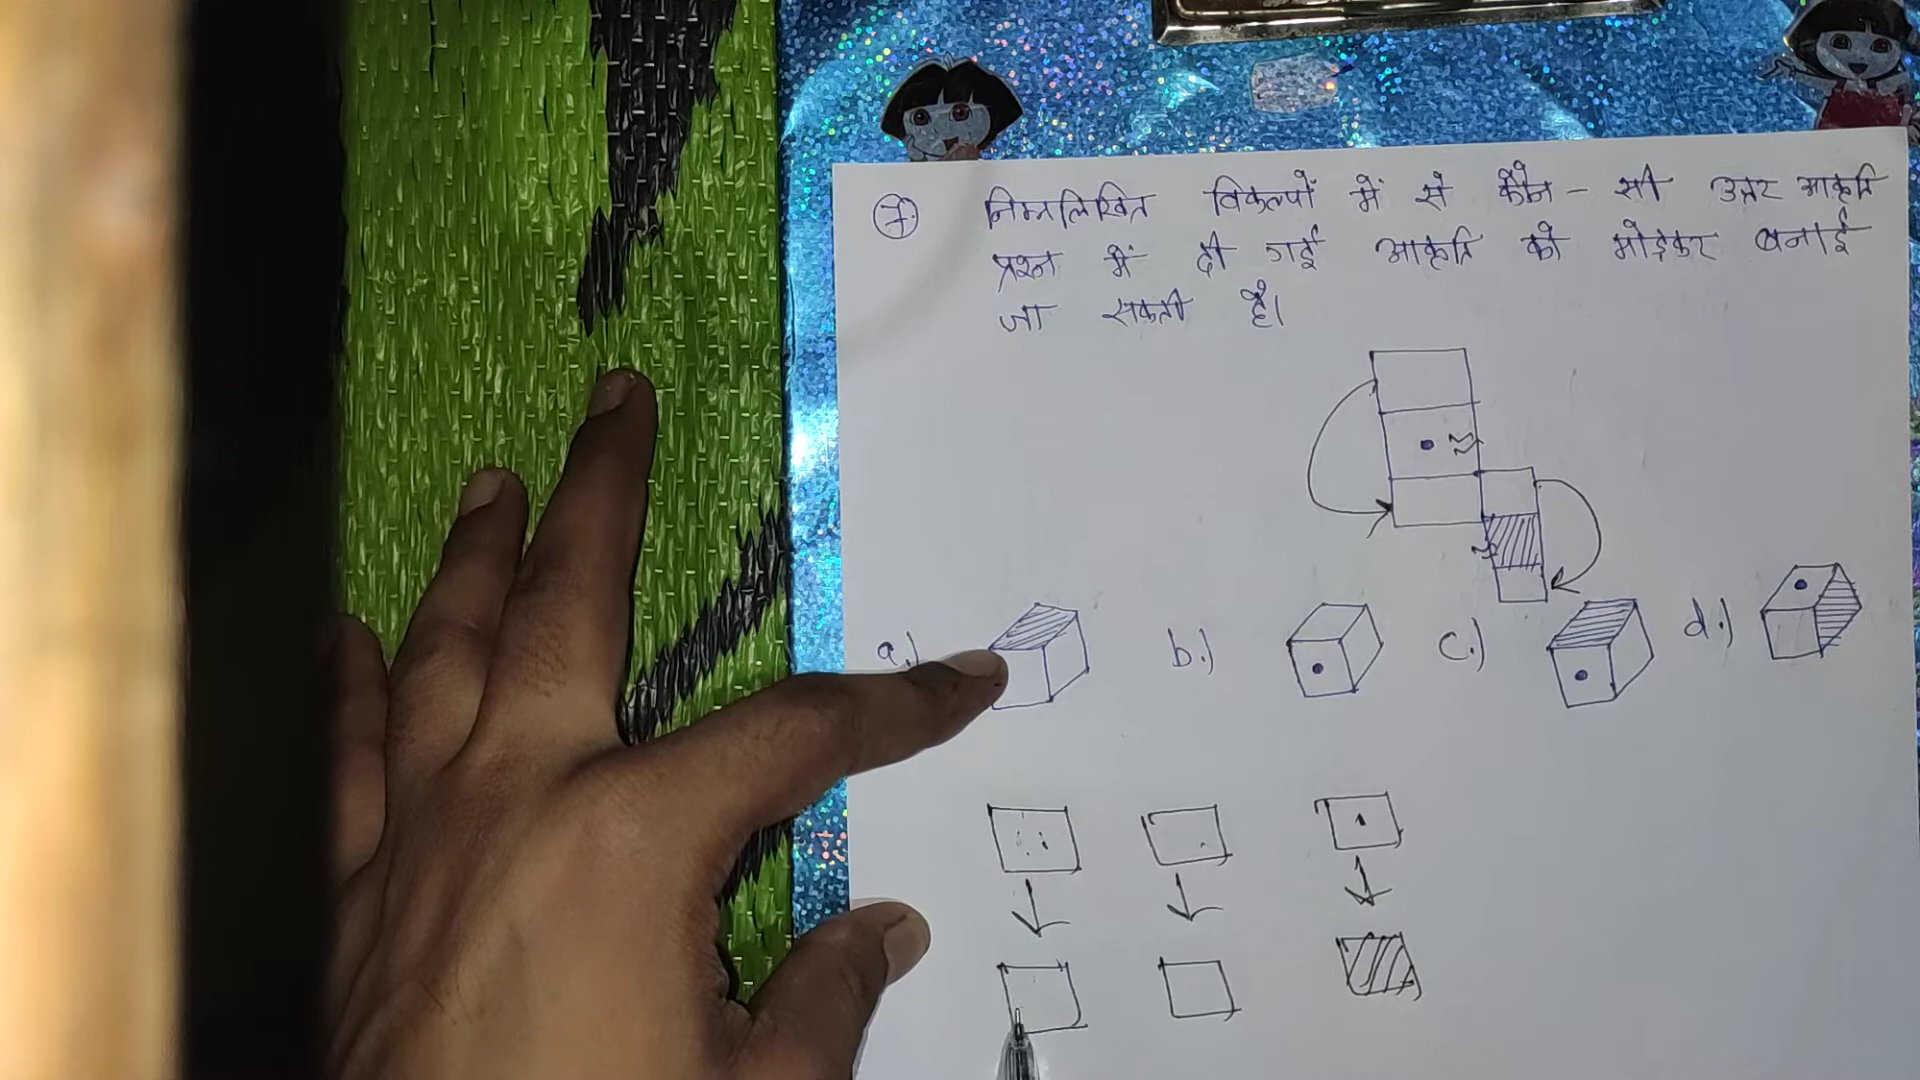 7. निम्नलिखित विकल्पों में से कौन - सी उत्तर आकृति
प्रश्न में दी गई आकृति को मोड़कर बनाई
जा सकती है।
a.) b.) c.) d.)